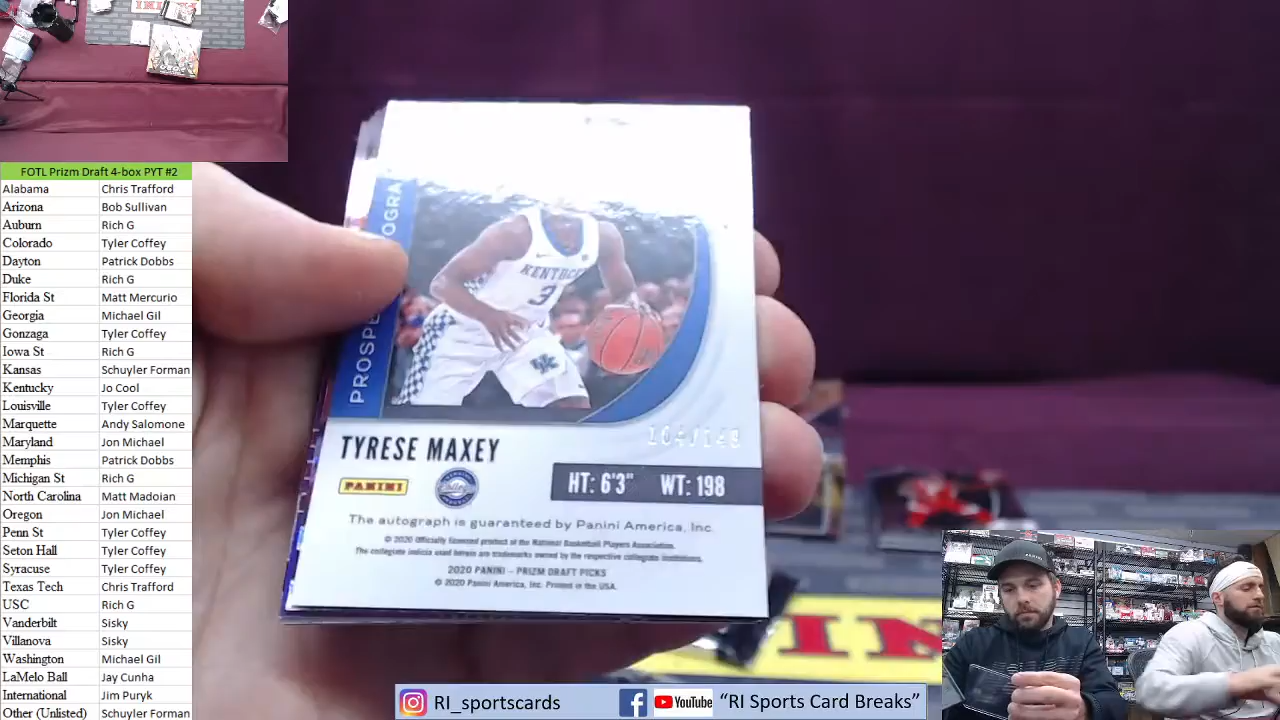 FOTL Prizm Draft 4-box PYT #2
Alabama Chris Trafford
Arizona Bob Sullivan
Auburn Rich G
Colorado Tyler Coffey
Dayton Patrick Dobbs
Duke Rich G
Florida St Matt Mercurio
Georgia Michael Gil
Gonzaga Tyler Coffey
Iowa St Rich G
Kansas Schuyler Forman
Kentucky Jo Cool
Louisville Tyler Coffey
Marquette Andy Salomone
Maryland Jon Michael
Memphis Patrick Dobbs
Michigan St Rich G
North Carolina Matt Madoian
Oregon Jon Michael
Penn St Tyler Coffey
Seton Hall Tyler Coffey
Syracuse Tyler Coffey
Texas Tech Chris Trafford
USC Rich G
Vanderbilt Sisky
Villanova Sisky
Washington Michael Gil
LaMelo Ball Jay Cunha
International Jim Puryk
Other (Unlisted) Schuyler Forman
KENTUCKY
3
UK
TYRESE MAXEY
PANINI
HT: 6'3" WT: 198
The autograph is guaranteed by Panini America, Inc.
© 2020 Officially licensed product of the National Basketball Players Association.
The collegiate indicia used herein are trademarks owned by the respective collegiate institutions.
2020 PANINI – PRIZM DRAFT PICKS
© 2020 Panini America, Inc. Printed in the USA.
RI_sportscards
YouTube
"RI Sports Card Breaks"